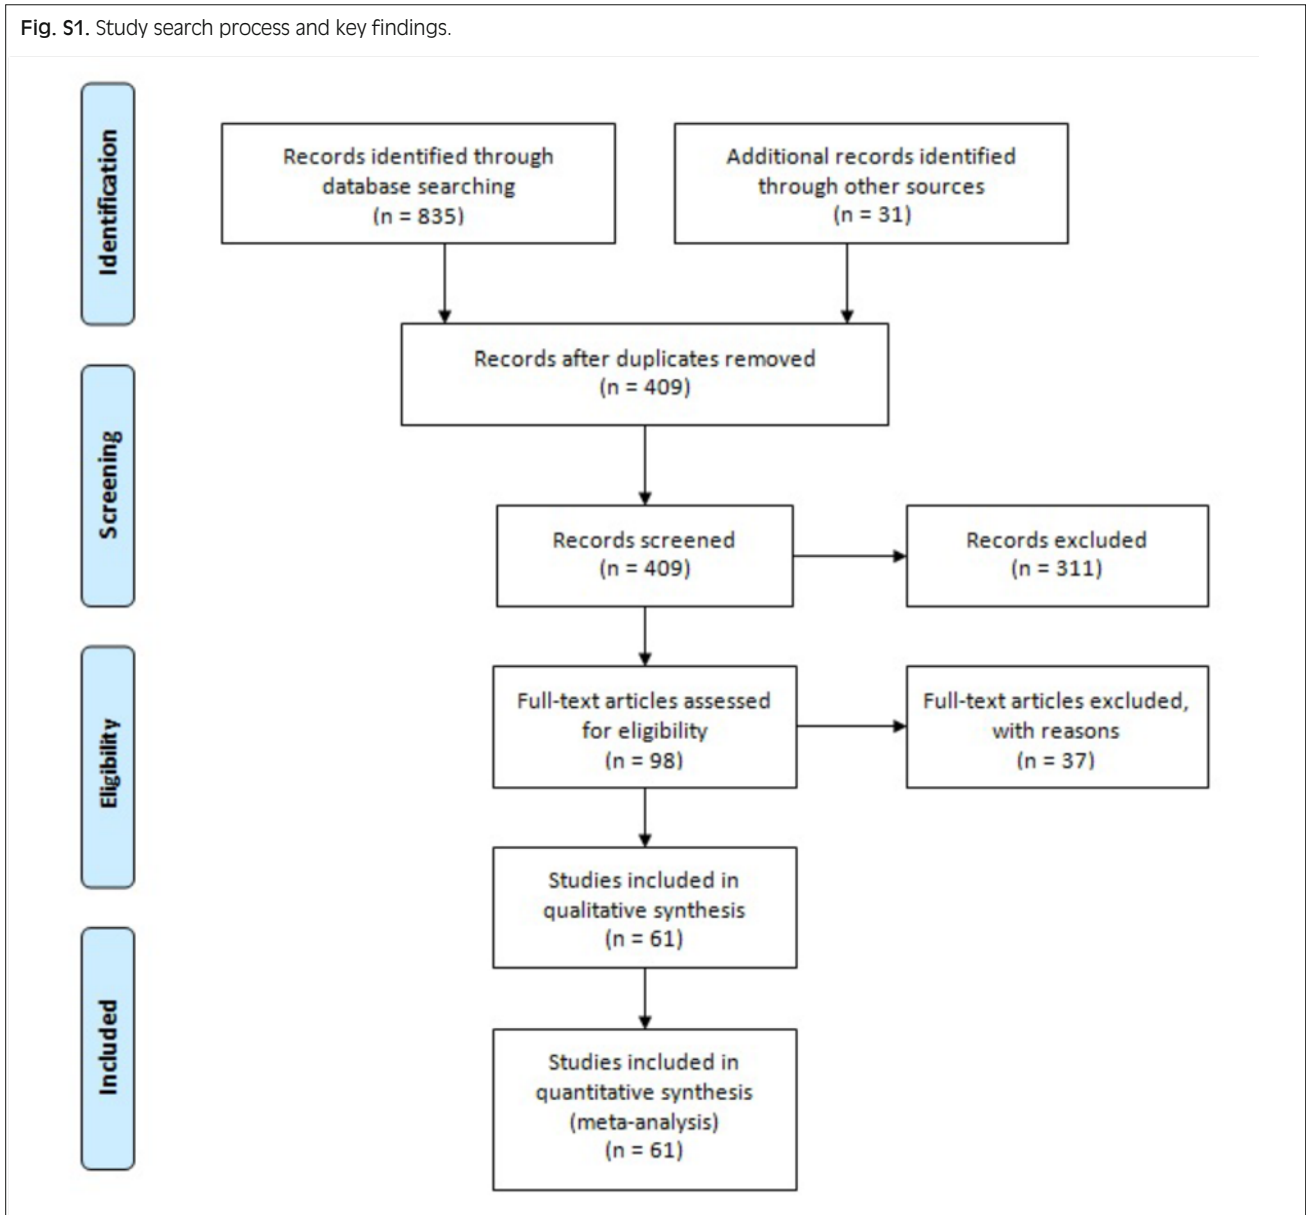 Fig. S1. Study search process and key findings.
Identification
Records identified through
database searching
(n = 835)
Additional records identified
through other sources
(n = 31)
Records after duplicates removed
(n = 409)
Screening
Records screened
(n = 409)
Records excluded
(n = 311)
Eligibility
Full-text articles assessed
for eligibility
(n = 98)
Full-text articles excluded,
with reasons
(n = 37)
Studies included in
qualitative synthesis
(n = 61)
Included
Studies included in
quantitative synthesis
(meta-analysis)
(n = 61)